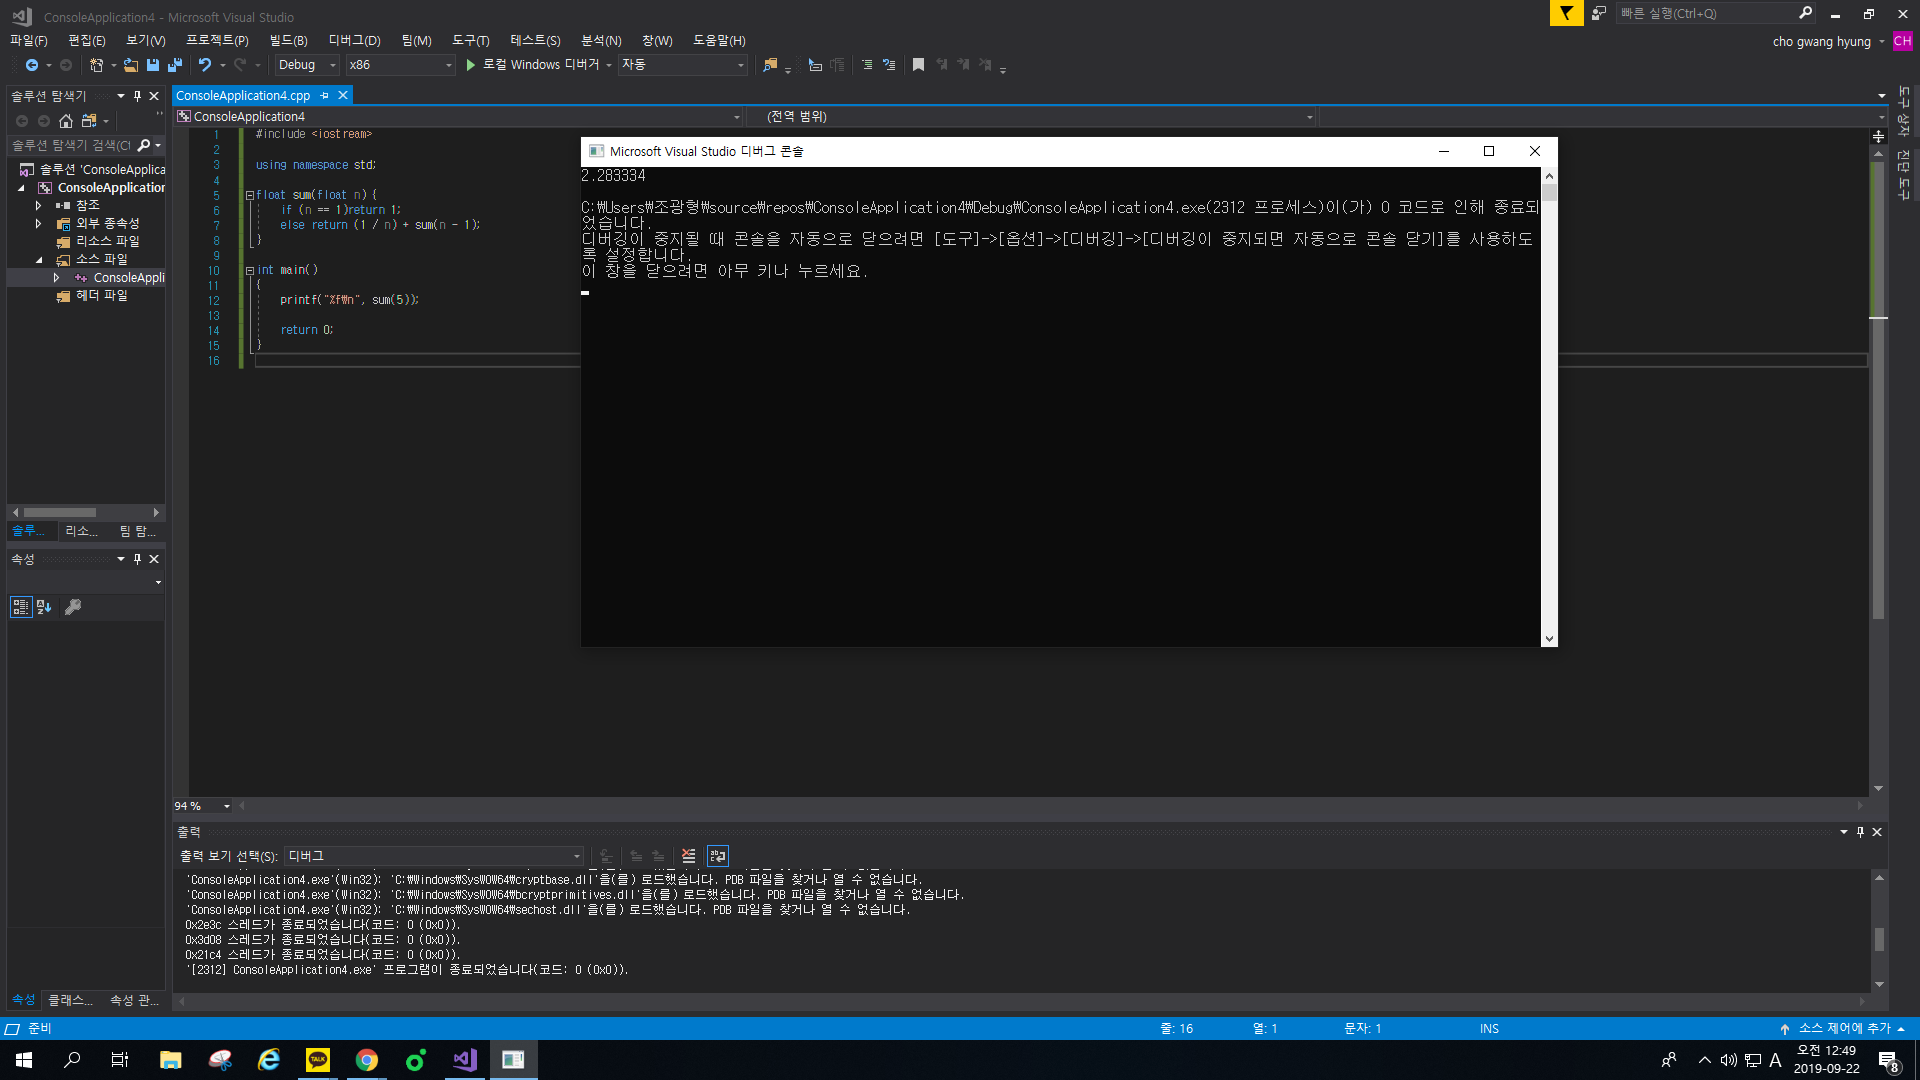 ConsoleApplication4 - Microsoft Visual Studio
빠른 실행(Ctrl+Q)
파일(F) 편집(E) 보기(V) 프로젝트(P) 빌드(B) 디버그(D) 팀(M) 도구(T) 테스트(S) 분석(N) 창(W) 도움말(H)
cho gwang hyung CH
Debug x86 로컬 Windows 디버거 자동
솔루션 탐색기
ConsoleApplication4.cpp
ConsoleApplication4
(전역 범위)
솔루션 탐색기 검색(Ct
솔루션 'ConsoleApplica
ConsoleApplication
참조
외부 종속성
리소스 파일
소스 파일
ConsoleAppli
헤더 파일
솔루... 리소... 팀 탐...
속성
속성 클래스... 속성 관...
1 #include <iostream>
2
3 using namespace std;
4
5 float sum(float n) {
6 if (n == 1)return 1;
7 else return (1 / n) + sum(n - 1);
8 }
9
10 int main()
11 {
12 printf("%f₩n", sum(5));
13
14 return 0;
15 }
16
Microsoft Visual Studio 디버그 콘솔
2.283334
C:₩Users₩조광형₩source₩repos₩ConsoleApplication4₩Debug₩ConsoleApplication4.exe(2312 프로세스)이(가) 0 코드로 인해 종료되
었습니다.
디버깅이 중지될 때 콘솔을 자동으로 닫으려면 [도구]->[옵션]->[디버깅]->[디버깅이 중지되면 자동으로 콘솔 닫기]를 사용하도
록 설정합니다.
이 창을 닫으려면 아무 키나 누르세요.
도구 상자
진단 도구
94 %
출력
출력 보기 선택(S): 디버그
'ConsoleApplication4.exe'(Win32): 'C:₩Windows₩SysWOW64₩cryptbase.dll'을(를) 로드했습니다. PDB 파일을 찾거나 열 수 없습니다.
'ConsoleApplication4.exe'(Win32): 'C:₩Windows₩SysWOW64₩bcryptprimitives.dll'을(를) 로드했습니다. PDB 파일을 찾거나 열 수 없습니다.
'ConsoleApplication4.exe'(Win32): 'C:₩Windows₩SysWOW64₩sechost.dll'을(를) 로드했습니다. PDB 파일을 찾거나 열 수 없습니다.
0x2e3c 스레드가 종료되었습니다(코드: 0 (0x0)).
0x3d08 스레드가 종료되었습니다(코드: 0 (0x0)).
0x21c4 스레드가 종료되었습니다(코드: 0 (0x0)).
'[2312] ConsoleApplication4.exe' 프로그램이 종료되었습니다(코드: 0 (0x0)).
준비 줄: 16 열: 1 문자: 1 INS 소스 제어에 추가
TALK
A
오전 12:49
2019-09-22
8